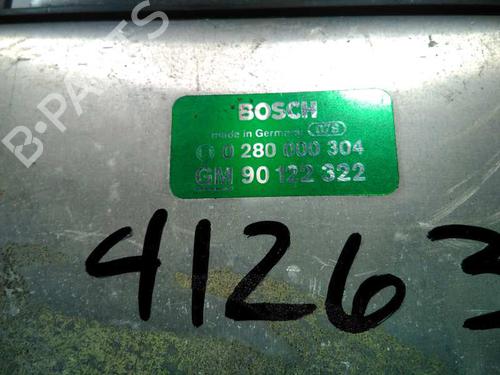 B-PARTS
BOSCH
made in Germany
0 280 000 304
GM 90 122 322
41263